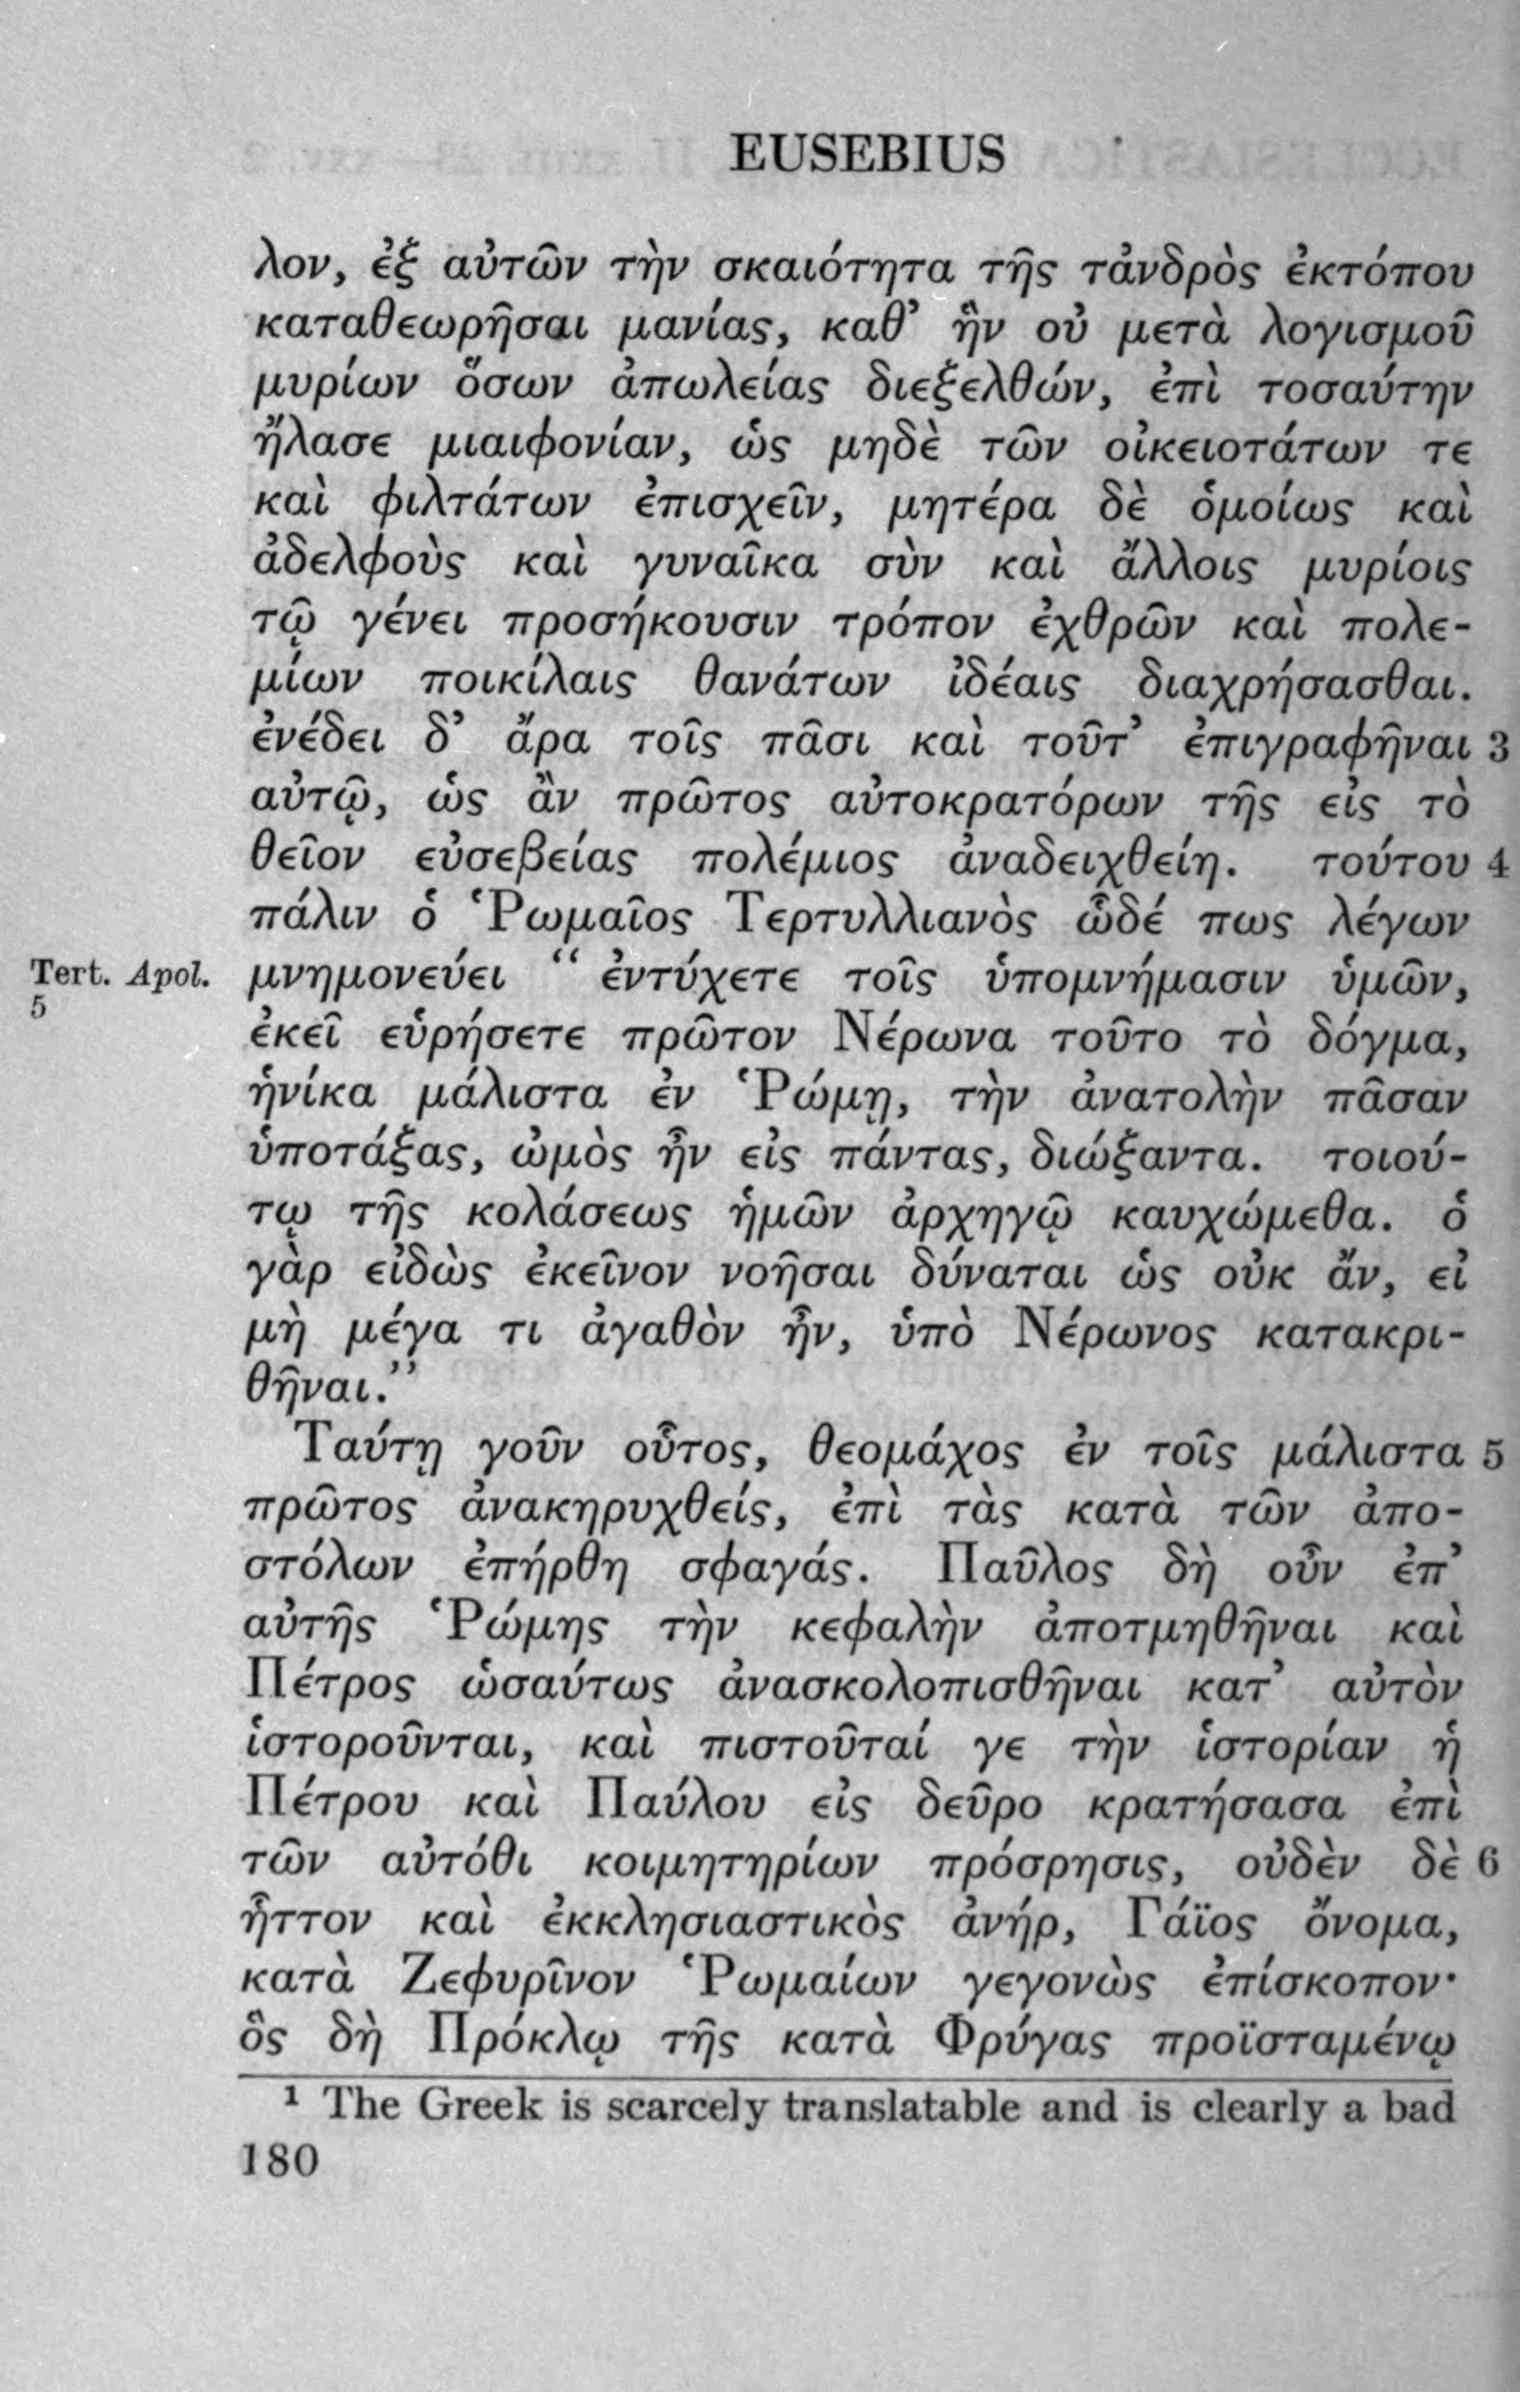 EUSEBIUS
λον, ἐξ αὐτῶν τὴν σκαιότητα τῆς τἀνδρὸς ἐκτόπου
καταθεωρῆσαι μανίας, καθ’ ἣν οὐ μετὰ λογισμοῦ
μυρίων ὅσων ἀπωλείας διεξελθών, ἐπὶ τοσαύτην
ἤλασε μιαιφονίαν, ὡς μηδὲ τῶν οἰκειοτάτων τε
καὶ φιλτάτων ἐπισχεῖν, μητέρα δὲ ὁμοίως καὶ
ἀδελφοὺς καὶ γυναῖκα σὺν καὶ ἄλλοις μυρίοις
τῷ γένει προσήκουσιν τρόπον ἐχθρῶν καὶ πολε-
μίων ποικίλαις θανάτων ἰδέαις διαχρήσασθαι.
ἐνέδει δ’ ἄρα τοῖς πᾶσι καὶ τοῦτ’ ἐπιγραφῆναι 3
αὐτῷ, ὡς ἂν πρῶτος αὐτοκρατόρων τῆς εἰς τὸ
θεῖον εὐσεβείας πολέμιος ἀναδειχθείη. τούτου 4
πάλιν ὁ Ῥωμαῖος Τερτυλλιανὸς ὧδέ πως λέγων
Tert. Apol. μνημονεύει “ ἐντύχετε τοῖς ὑπομνήμασιν ὑμῶν,
5
ἐκεῖ εὑρήσετε πρῶτον Νέρωνα τοῦτο τὸ δόγμα,
ἡνίκα μάλιστα ἐν Ῥώμῃ, τὴν ἀνατολὴν πᾶσαν
ὑποτάξας, ὠμὸς ἦν εἰς πάντας, διώξαντα. τοιού-
τῳ τῆς κολάσεως ἡμῶν ἀρχηγῷ καυχώμεθα. ὁ
γὰρ εἰδὼς ἐκεῖνον νοῆσαι δύναται ὡς οὐκ ἄν, εἰ
μὴ μέγα τι ἀγαθὸν ἦν, ὑπὸ Νέρωνος κατακρι-
θῆναι.”
Ταύτῃ γοῦν οὗτος, θεομάχος ἐν τοῖς μάλιστα 5
πρῶτος ἀνακηρυχθείς, ἐπὶ τὰς κατὰ τῶν ἀπο-
στόλων ἐπήρθη σφαγάς. Παῦλος δὴ οὖν ἐπ’
αὐτῆς Ῥώμης τὴν κεφαλὴν ἀποτμηθῆναι καὶ
Πέτρος ὡσαύτως ἀνασκολοπισθῆναι κατ’ αὐτὸν
ἱστοροῦνται, καὶ πιστοῦταί γε τὴν ἱστορίαν ἡ
Πέτρου καὶ Παύλου εἰς δεῦρο κρατήσασα ἐπὶ
τῶν αὐτόθι κοιμητηρίων πρόσρησις, οὐδὲν δὲ 6
ἧττον καὶ ἐκκλησιαστικὸς ἀνήρ, Γάϊος ὄνομα,
κατὰ Ζεφυρῖνον Ῥωμαίων γεγονὼς ἐπίσκοπον·
ὃς δὴ Πρόκλῳ τῆς κατὰ Φρύγας προϊσταμένῳ
¹ The Greek is scarcely translatable and is clearly a bad
180